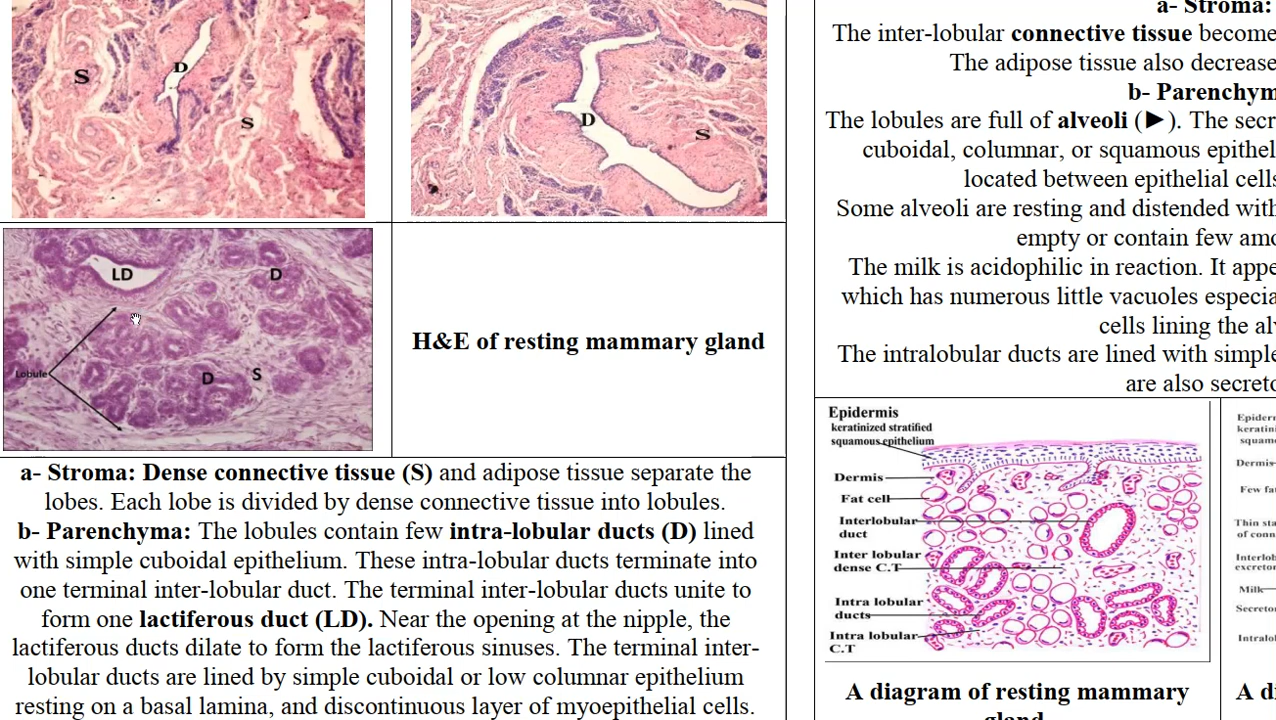 S
D
S
D
S
LD
D
Lobule
D
S
H&E of resting mammary gland
a- Stroma: Dense connective tissue (S) and adipose tissue separate the
lobes. Each lobe is divided by dense connective tissue into lobules.
b- Parenchyma: The lobules contain few intra-lobular ducts (D) lined
with simple cuboidal epithelium. These intra-lobular ducts terminate into
one terminal inter-lobular duct. The terminal inter-lobular ducts unite to
form one lactiferous duct (LD). Near the opening at the nipple, the
lactiferous ducts dilate to form the lactiferous sinuses. The terminal inter-
lobular ducts are lined by simple cuboidal or low columnar epithelium
resting on a basal lamina, and discontinuous layer of myoepithelial cells.
a- Stroma:
The inter-lobular connective tissue become
The adipose tissue also decrease
b- Parenchym
The lobules are full of alveoli (►). The secr
cuboidal, columnar, or squamous epithel
located between epithelial cells
Some alveoli are resting and distended with
empty or contain few amo
The milk is acidophilic in reaction. It appe
which has numerous little vacuoles especia
cells lining the al
The intralobular ducts are lined with simple
are also secreto
Epidermis
keratinized stratified
squamous epithelium
Dermis
Fat cell
Interlobular
duct
Inter lobular
dense C.T
Intra lobular
ducts
Intra lobular
C.T
A diagram of resting mammary
gland
Epiderm
keratini
squamo
Dermis
Few fat
Thin sta
of conn
Interlob
excretor
Milk
Secretor
Intralol
A di